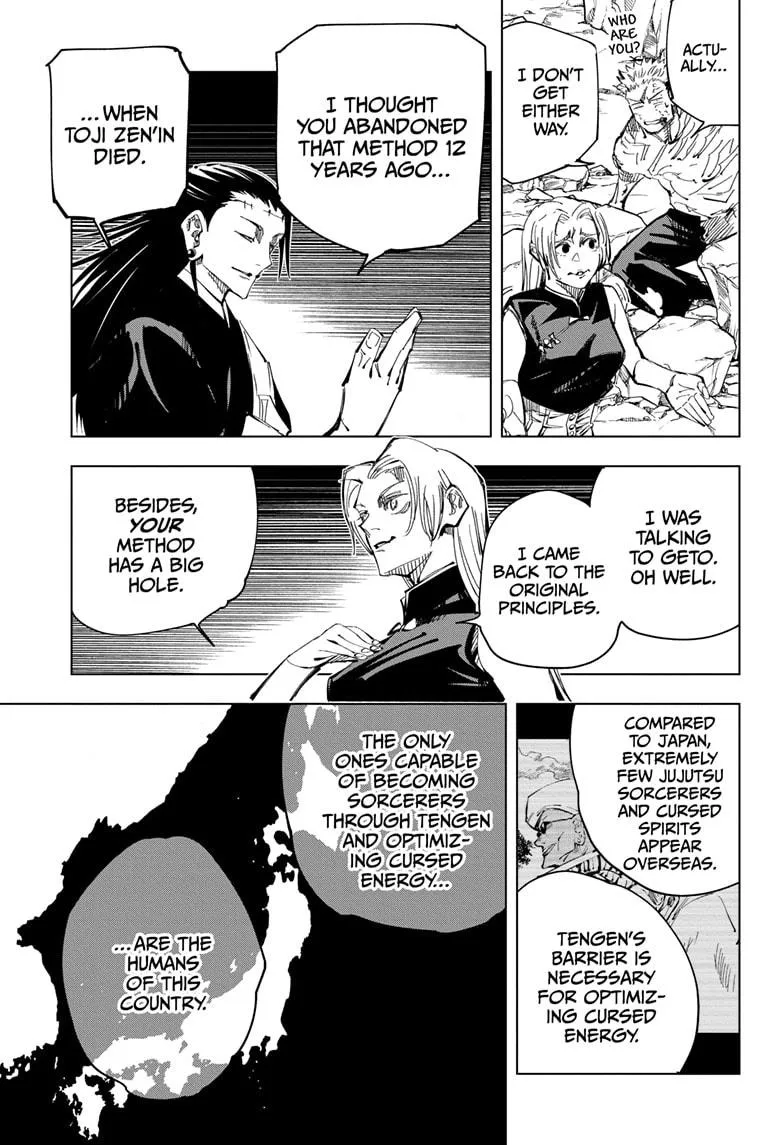 ACTU-
ALLY...
WHO
ARE
YOU?
I DON'T
GET
EITHER
WAY.
I THOUGHT
YOU ABANDONED
THAT METHOD 12
YEARS AGO...
...WHEN
TOJI ZEN'IN
DIED.
I WAS
TALKING
TO GETO.
OH WELL.
I CAME
BACK TO THE
ORIGINAL
PRINCIPLES.
BESIDES,
YOUR
METHOD
HAS A BIG
HOLE.
COMPARED
TO JAPAN,
EXTREMELY
FEW JUJUTSU
SORCERERS
AND CURSED
SPIRITS
APPEAR
OVERSEAS.
TENGEN'S
BARRIER IS
NECESSARY
FOR OPTIMIZ-
ING CURSED
ENERGY.
THE ONLY
ONES CAPABLE
OF BECOMING
SORCERERS
THROUGH TENGEN
AND OPTIMIZ-
ING CURSED
ENERGY...
...ARE THE
HUMANS
OF THIS
COUNTRY.